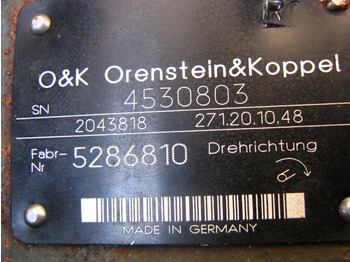 R
O&K Orenstein&Koppel
SN 4530803
2043818 271.20.10.48
Fabr-Nr 5286810 Drehrichtung
MADE IN GERMANY